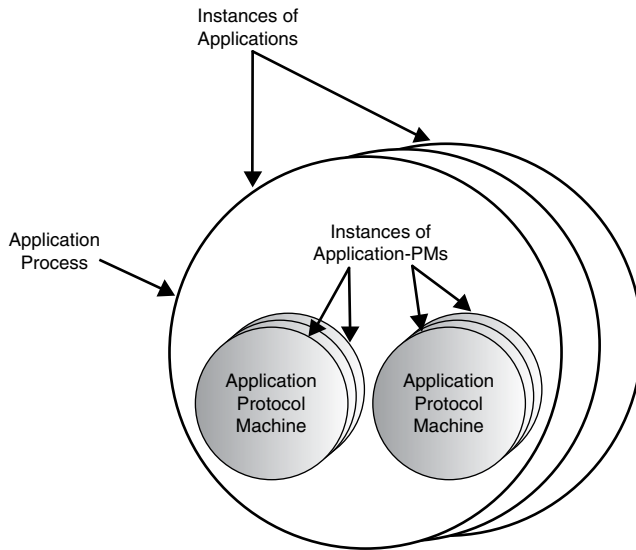 Instances of
Applications
Application
Process
Instances of
Application-PMs
Application
Protocol
Machine
Application
Protocol
Machine